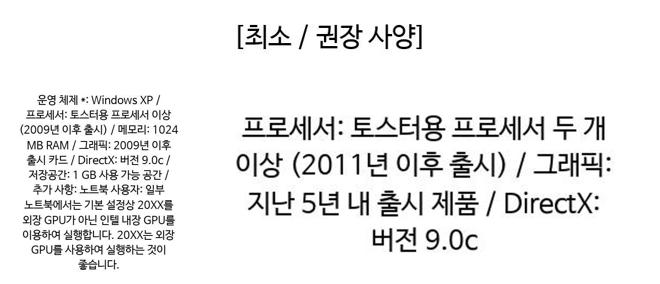 [최소 / 권장 사양]
운영 체제 *: Windows XP /
프로세서: 토스터용 프로세서 이상
(2009년 이후 출시) / 메모리: 1024
MB RAM / 그래픽: 2009년 이후
출시 카드 / DirectX: 버전 9.0c /
저장공간: 1 GB 사용 가능 공간 /
추가 사항: 노트북 사용자: 일부
노트북에서는 기본 설정상 20XX를
외장 GPU가 아닌 인텔 내장 GPU를
이용하여 실행합니다. 20XX는 외장
GPU를 사용하여 실행하는 것이
좋습니다.
프로세서: 토스터용 프로세서 두 개
이상 (2011년 이후 출시) / 그래픽:
지난 5년 내 출시 제품 / DirectX:
버전 9.0c